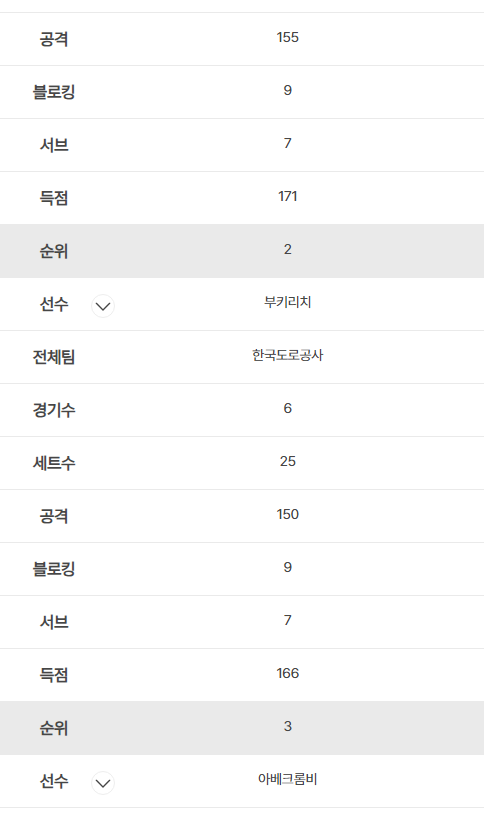 공격 155
블로킹 9
서브 7
득점 171
순위 2
선수 부키리치
전체팀 한국도로공사
경기수 6
세트수 25
공격 150
블로킹 9
서브 7
득점 166
순위 3
선수 아베크롬비